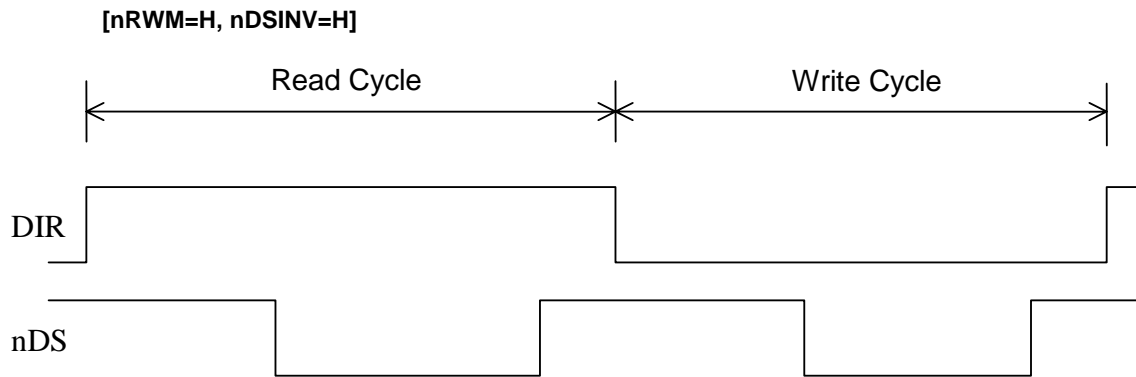 [nRWM=H, nDSINV=H]
Read Cycle Write Cycle
DIR
nDS